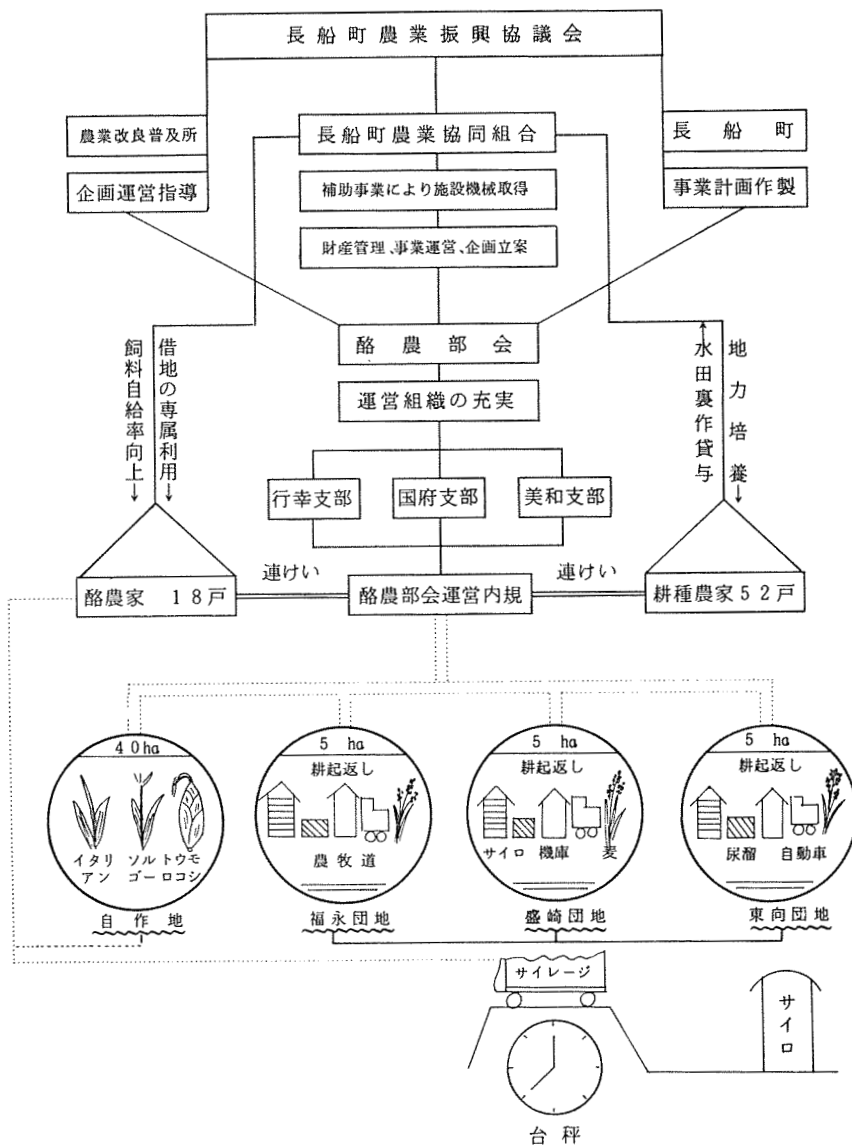 長船町農業振興協議会
農業改良普及所
長船町農業協同組合
長船町
企画運営指導
補助事業により施設機械取得
事業計画作製
財産管理、事業運営、企画立案
酪農部会
運営組織の充実
借地の専属利用
飼料自給率向上
地力培養
水田裏作貸与
行幸支部
国府支部
美和支部
連けい
連けい
酪農家 18戸
酪農部会運営内規
耕種農家52戸
40ha
イタリアン
ソルゴー
トウモロコシ
自作地
5 ha
耕起返し
農牧道
福永団地
5 ha
耕起返し
サイロ 機庫 麦
盛崎団地
5 ha
耕起返し
尿溜 自動車
東向団地
サイレージ
サイロ
台秤